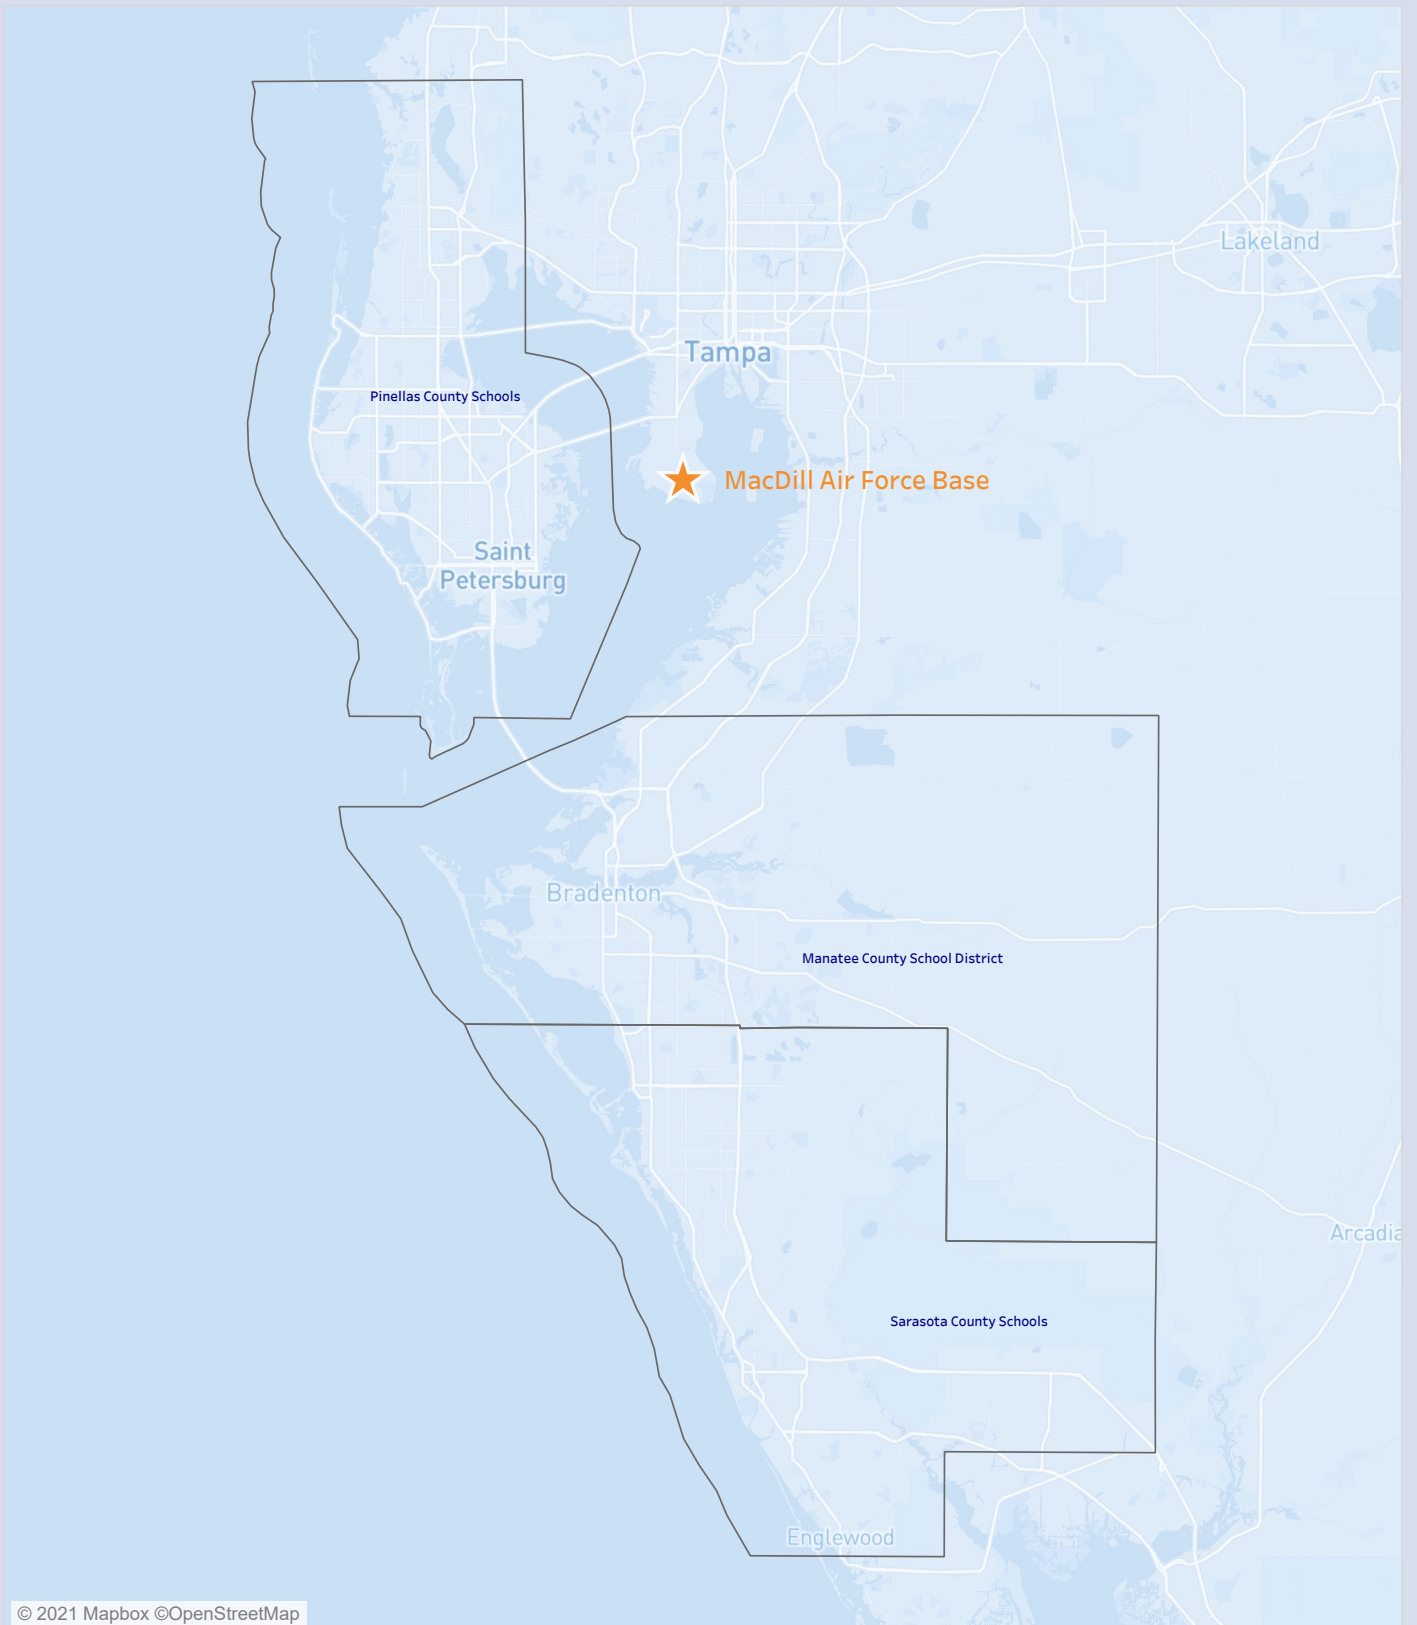 Lakeland
Tampa
Pinellas County Schools
MacDill Air Force Base
Saint
Petersburg
Bradenton
Manatee County School District
Arcadia
Sarasota County Schools
Englewood
© 2021 Mapbox ©OpenStreetMap